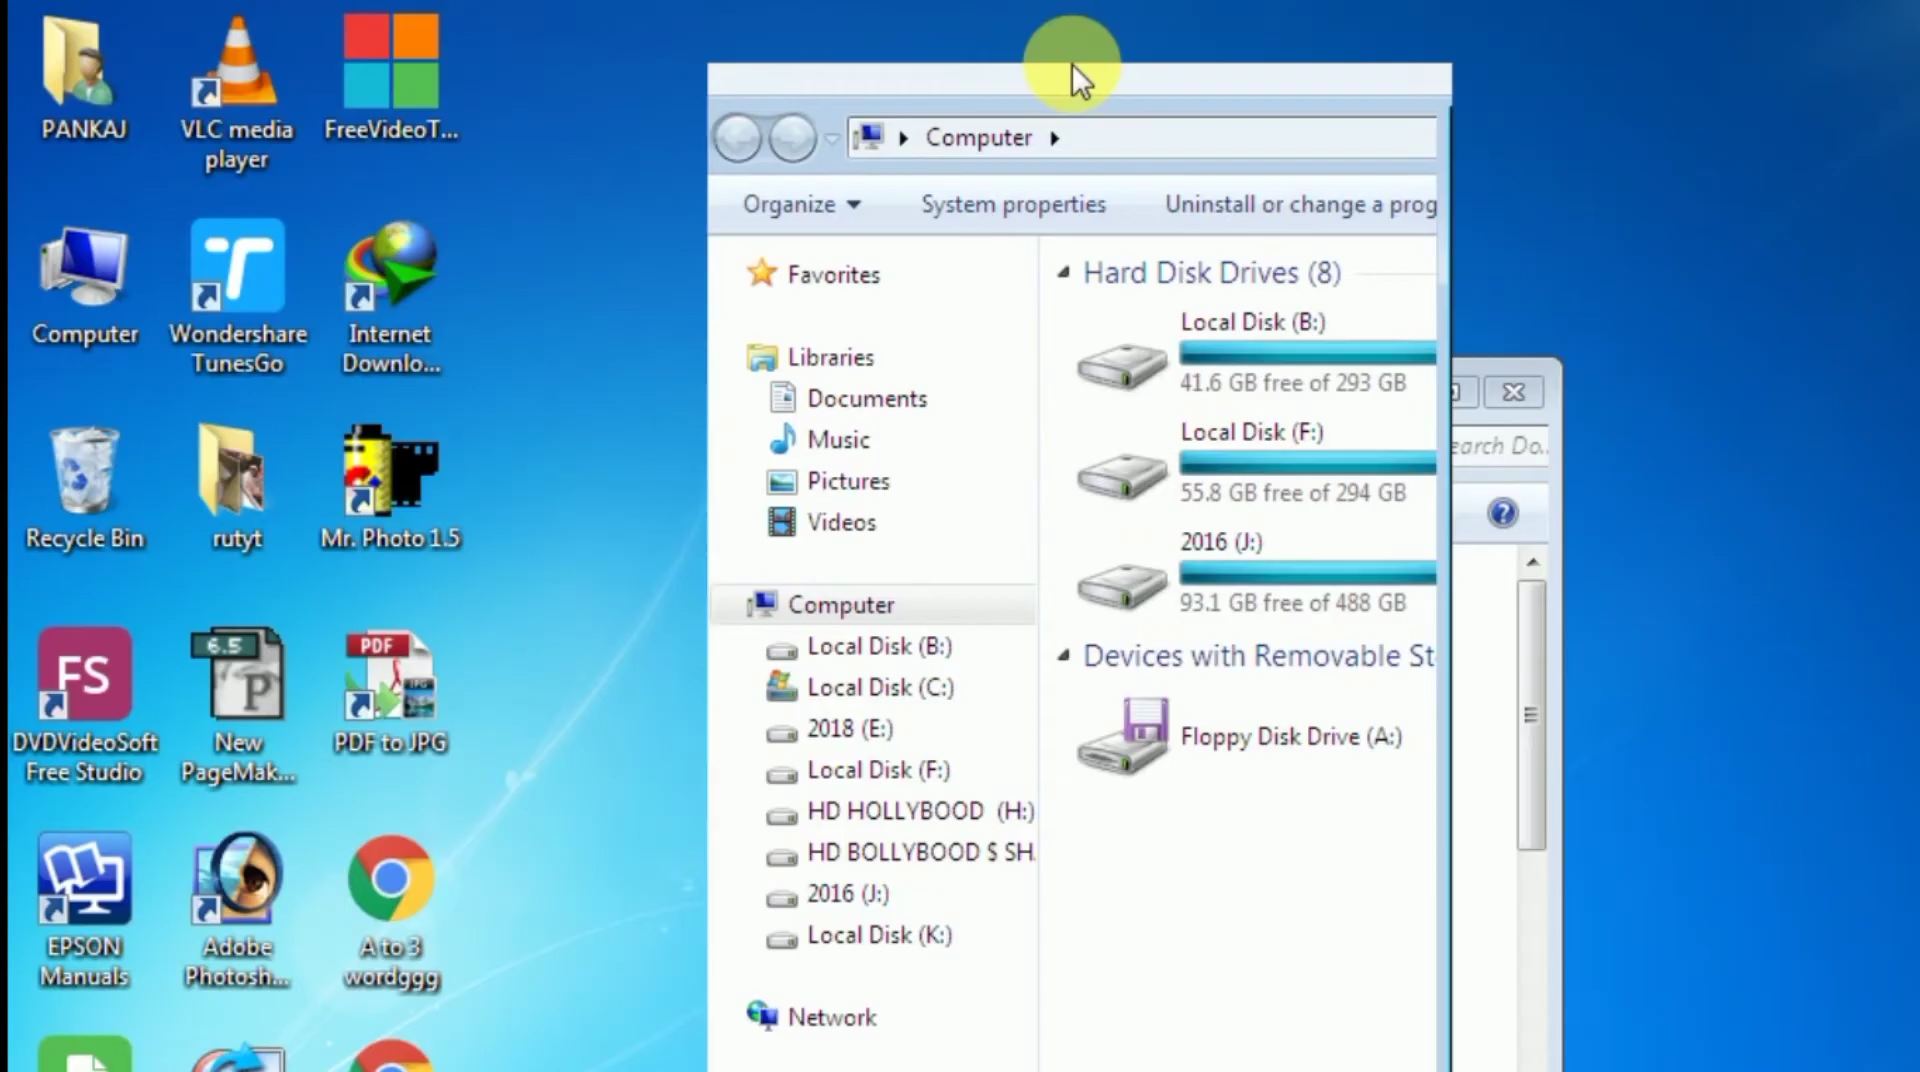 PANKAJ
VLC media
player
FreeVideoT...
Computer
Wondershare
TunesGo
Internet
Downlo...
Recycle Bin
rutyt
Mr. Photo 1.5
FS
DVDVideoSoft
Free Studio
6.5
P
New
PageMak...
PDF
JPG
PDF to JPG
EPSON
Manuals
Adobe
Photosh...
A to 3
wordggg
Computer
Organize
System properties
Uninstall or change a prog
Favorites
Libraries
Documents
Music
Pictures
Videos
Computer
Local Disk (B:)
Local Disk (C:)
2018 (E:)
Local Disk (F:)
HD HOLLYBOOD (H:)
HD BOLLYBOOD $ SH.
2016 (J:)
Local Disk (K:)
Network
Hard Disk Drives (8)
Local Disk (B:)
41.6 GB free of 293 GB
Local Disk (F:)
55.8 GB free of 294 GB
2016 (J:)
93.1 GB free of 488 GB
Devices with Removable St
Floppy Disk Drive (A:)
earch Do..